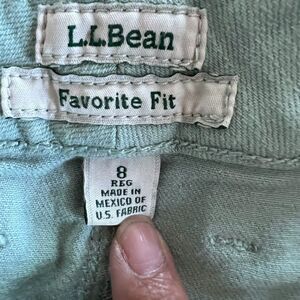 L.L.Bean
Favorite Fit
8
REG
MADE IN
MEXICO OF
U.S. FABRIC